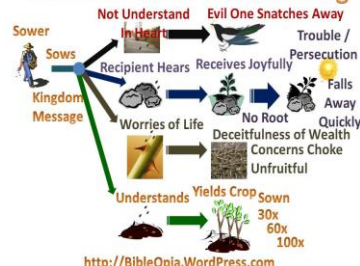 Not Understand In Heart
Evil One Snatches Away
Sower
Sows
Kingdom Message
Recipient Hears
Receives Joyfully
No Root
Trouble / Persecution
Falls Away Quickly
Worries of Life
Deceitfulness of Wealth
Concerns Choke
Unfruitful
Understands
Yields Crop
Sown
30x
60x
100x
http://BibleOpia.WordPress.com